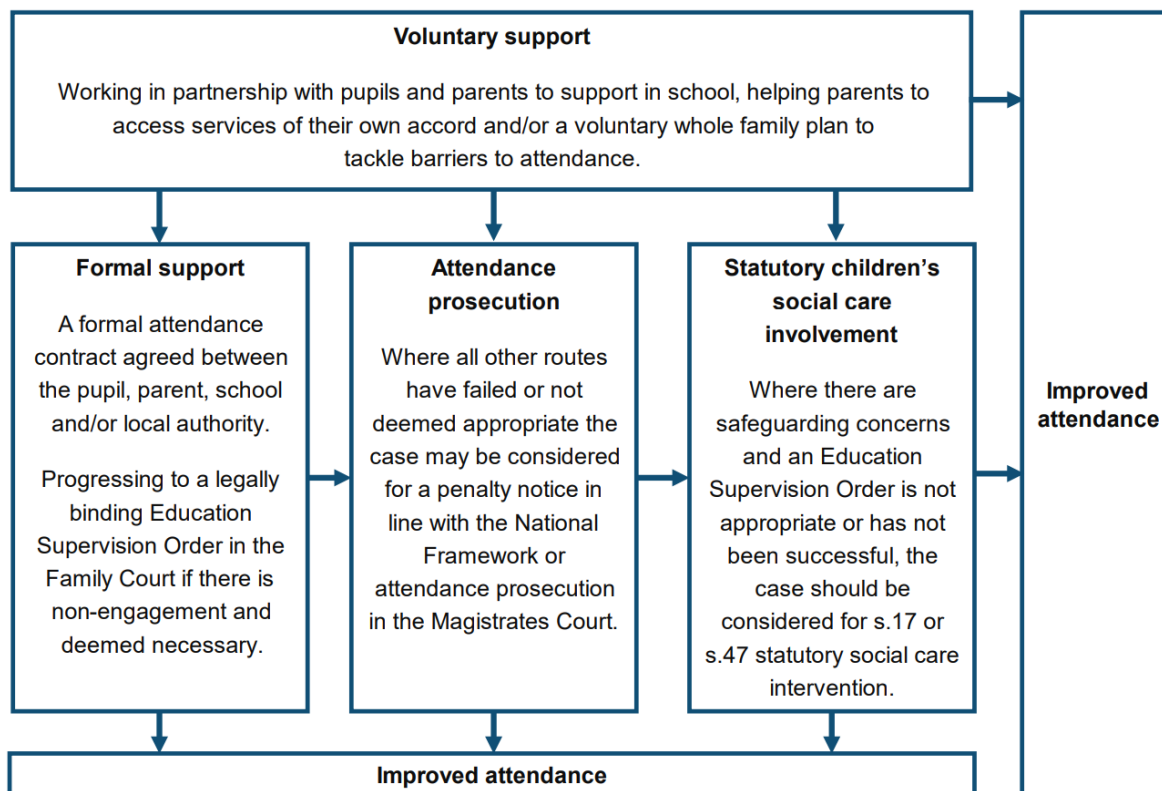 Voluntary support
Working in partnership with pupils and parents to support in school, helping parents to
access services of their own accord and/or a voluntary whole family plan to
tackle barriers to attendance.
Formal support
A formal attendance
contract agreed between
the pupil, parent, school
and/or local authority.
Progressing to a legally
binding Education
Supervision Order in the
Family Court if there is
non-engagement and
deemed necessary.
Attendance
prosecution
Where all other routes
have failed or not
deemed appropriate the
case may be considered
for a penalty notice in
line with the National
Framework or
attendance prosecution
in the Magistrates Court.
Statutory children’s
social care
involvement
Where there are
safeguarding concerns
and an Education
Supervision Order is not
appropriate or has not
been successful, the
case should be
considered for s.17 or
s.47 statutory social care
intervention.
Improved
attendance
Improved attendance